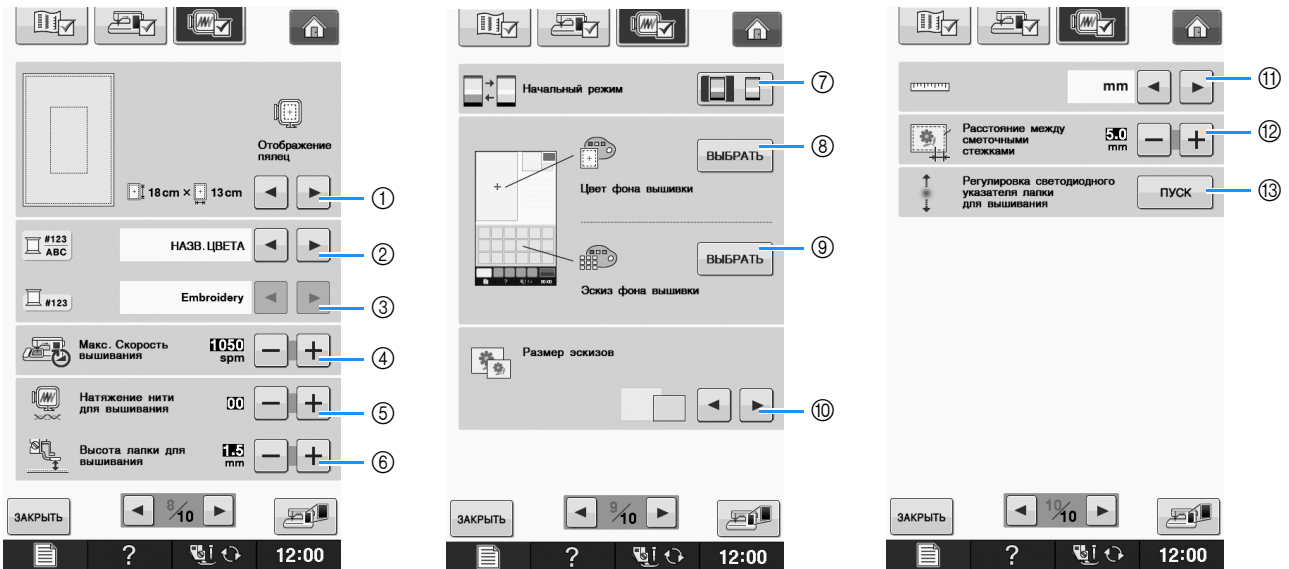 Отображение
пялец
18cm × 13cm
①
#123
ABC
НАЗВ.ЦВЕТА
②
#123
Embroidery
③
Макс. Скорость
вышивания
1050
spm
④
Натяжение нити
для вышивания
00
⑤
Высота лапки для
вышивания
1.5
mm
⑥
ЗАКРЫТЬ
8/10
?
12:00
Начальный режим
⑦
ВЫБРАТЬ
⑧
Цвет фона вышивки
ВЫБРАТЬ
⑨
Эскиз фона вышивки
Размер эскизов
⑩
ЗАКРЫТЬ
9/10
?
12:00
mm
⑪
Расстояние между
сметочными
стежками
5.0
mm
⑫
Регулировка светодиодного
указателя лапки
для вышивания
ПУСК
⑬
ЗАКРЫТЬ
10/10
?
12:00